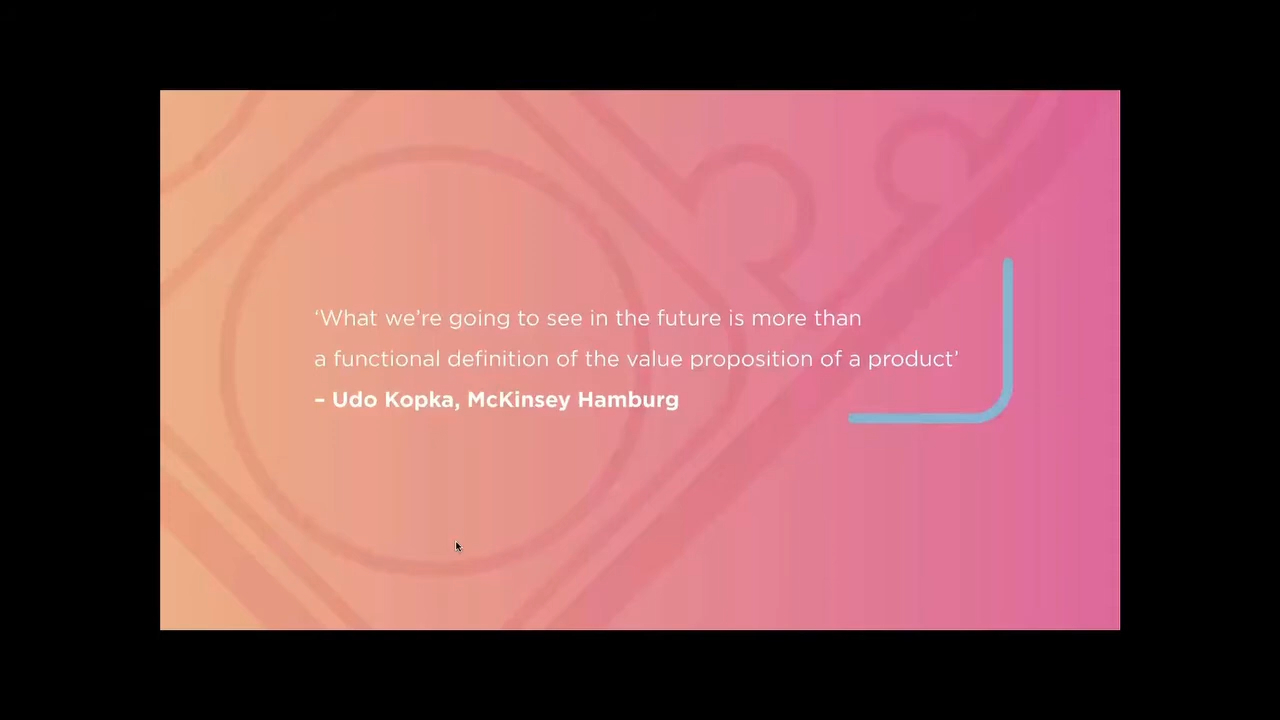 ‘What we’re going to see in the future is more than
a functional definition of the value proposition of a product’
– Udo Kopka, McKinsey Hamburg